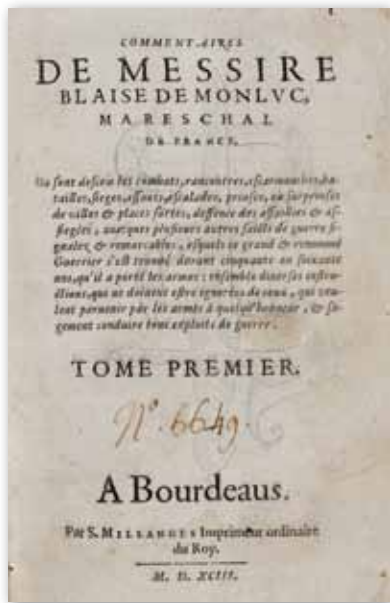 COMMENTAIRES
DE MESSIRE
BLAISE DE MONLVC,
MARESCHAL
DE FRANCE,
Où sont descris les combats, rencontres, escarmouches, ba-
tailles, sieges, assauts, escalades, prinses, ou surprinses
de villes & places fortes, deffence des assaillies & as-
siegées, auecques plusieurs autres faicts de guerre si-
gnalez & remarcables, esquels ce grand & renommé
Guerrier s'est trouué durant cinquante ou soixante
ans, qu'il a porté les armes: ensemble diuerses instru-
ctions, qui ne doiuent estre ignorées de ceux, qui veu-
lent paruenir par les armes à quelque honneur, & sa-
gement conduire tous exploits de guerre.
TOME PREMIER.
N° 6649.
A Bourdeaus.
Par S. MILLANGES Imprimeur ordinaire
du Roy.
M. D. XCIII.